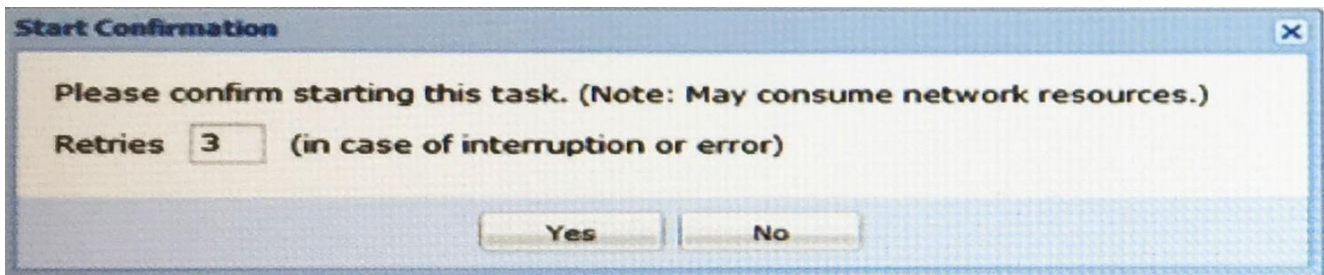 Start Confirmation
Please confirm starting this task. (Note: May consume network resources.)
Retries 3 (in case of interruption or error)
Yes No